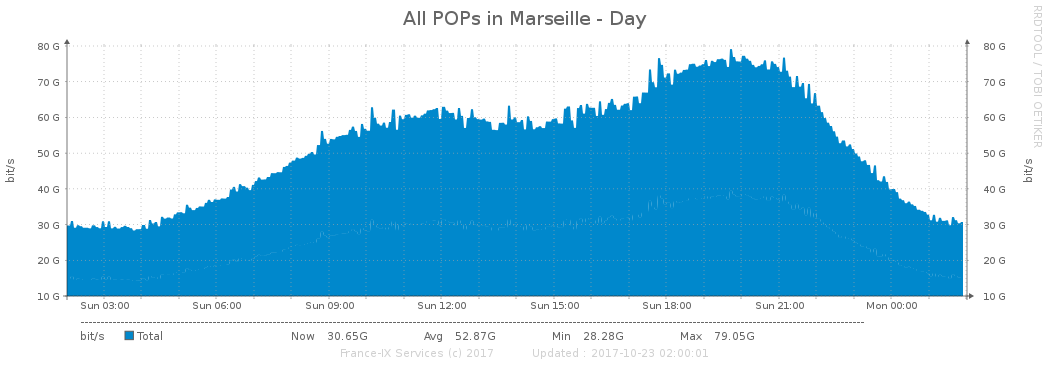 All POPs in Marseille - Day
RRDTOOL / TOBI OETIKER
80 G 80 G
70 G 70 G
60 G 60 G
50 G 50 G
40 G 40 G
30 G 30 G
20 G 20 G
10 G 10 G
bit/s bit/s
Sun 03:00 Sun 06:00 Sun 09:00 Sun 12:00 Sun 15:00 Sun 18:00 Sun 21:00 Mon 00:00
bit/s Total Now 30.65G Avg 52.87G Min 28.28G Max 79.05G
France-IX Services (c) 2017 Updated : 2017-10-23 02:00:01